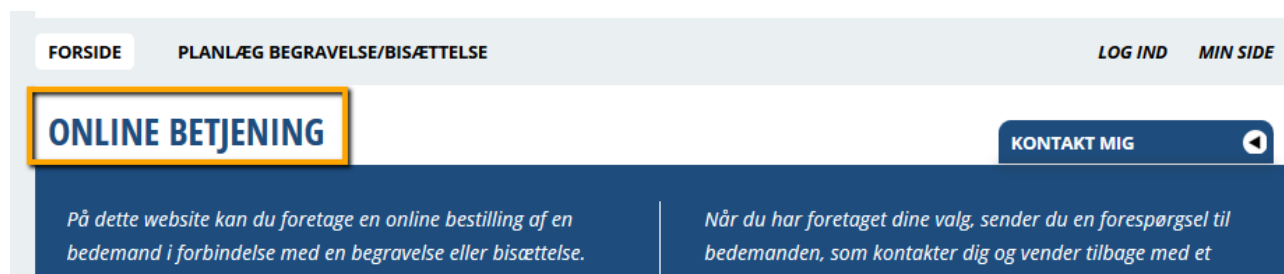 FORSIDE PLANLÆG BEGRAVELSE/BISÆTTELSE LOG IND MIN SIDE
ONLINE BETJENING
KONTAKT MIG
På dette website kan du foretage en online bestilling af en
bedemand i forbindelse med en begravelse eller bisættelse.
Når du har foretaget dine valg, sender du en forespørgsel til
bedemanden, som kontakter dig og vender tilbage med et